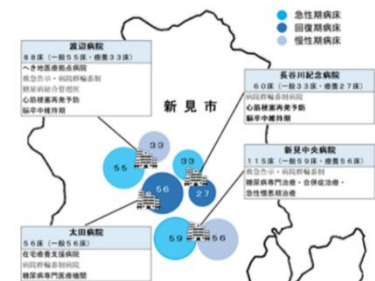 急性期病床
回復期病床
慢性期病床
渡辺病院
88床（一般55床・療養33床）
へき地医療拠点病院
救急告示・病院群輪番制
糖尿病総合管理医
心筋梗塞再発予防
脳卒中維持期
新見市
長谷川記念病院
60床（一般33床・療養27床）
病院群輪番制病院
心筋梗塞再発予防
脳卒中維持期
33
55
33
56
27
新見中央病院
115床（一般59床・療養56床）
救急告示・病院群輪番制
糖尿病専門治療・合併症治療・
急性増悪期治療
太田病院
56床（一般56床）
在宅療養支援病院
病院群輪番制病院
糖尿病専門医療機関
59
56